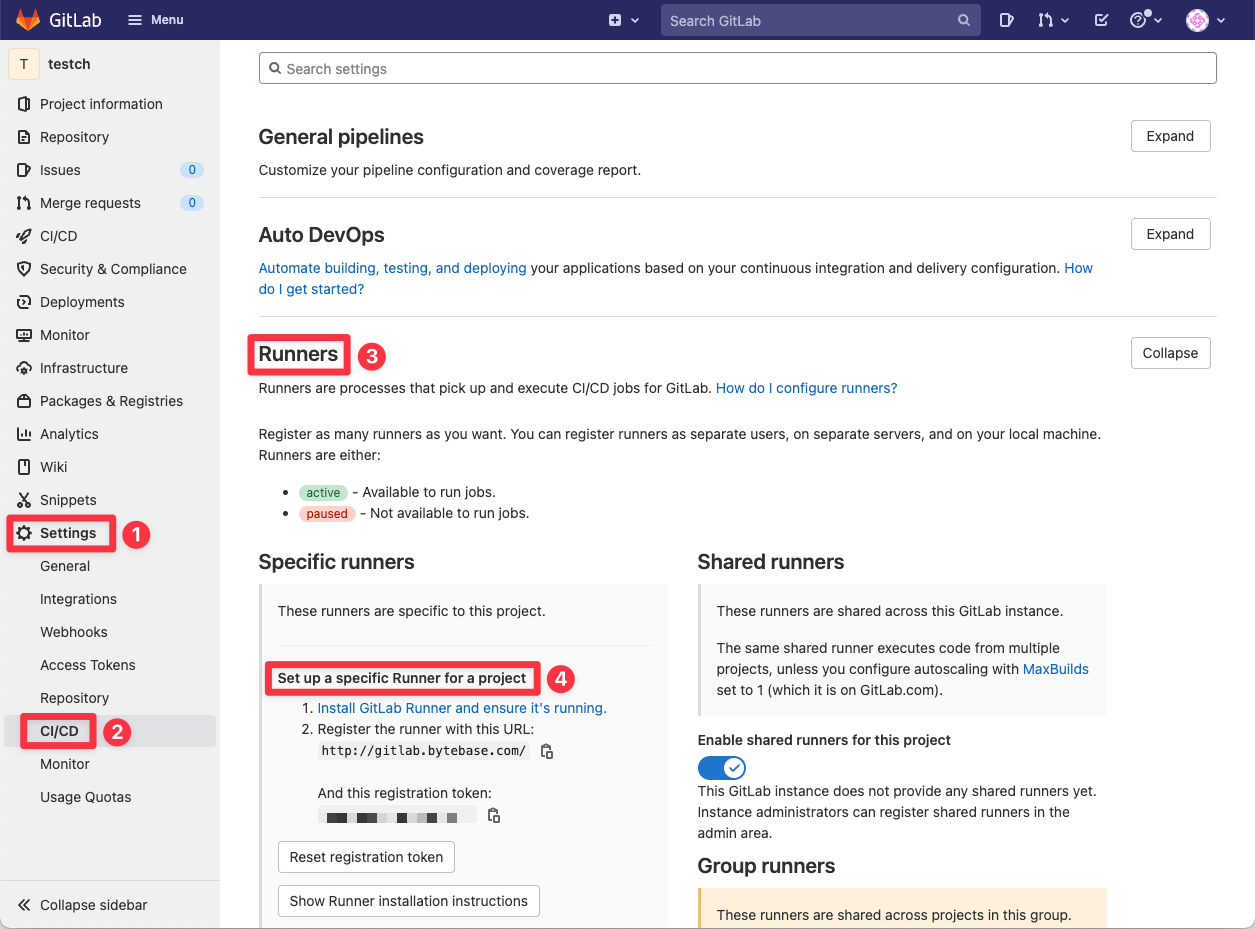 GitLab
Menu
Search GitLab
T
testch
Project information
Repository
Issues 0
Merge requests 0
CI/CD
Security & Compliance
Deployments
Monitor
Infrastructure
Packages & Registries
Analytics
Wiki
Snippets
Settings 1
General
Integrations
Webhooks
Access Tokens
Repository
CI/CD 2
Monitor
Usage Quotas
Collapse sidebar
Search settings
General pipelines
Expand
Customize your pipeline configuration and coverage report.
Auto DevOps
Expand
Automate building, testing, and deploying your applications based on your continuous integration and delivery configuration. How
do I get started?
Runners 3
Collapse
Runners are processes that pick up and execute CI/CD jobs for GitLab. How do I configure runners?
Register as many runners as you want. You can register runners as separate users, on separate servers, and on your local machine.
Runners are either:
• active - Available to run jobs.
• paused - Not available to run jobs.
Specific runners
These runners are specific to this project.
Set up a specific Runner for a project 4
1. Install GitLab Runner and ensure it's running.
2. Register the runner with this URL:
http://gitlab.bytebase.com/
And this registration token:
Reset registration token
Show Runner installation instructions
Shared runners
These runners are shared across this GitLab instance.
The same shared runner executes code from multiple
projects, unless you configure autoscaling with MaxBuilds
set to 1 (which it is on GitLab.com).
Enable shared runners for this project
This GitLab instance does not provide any shared runners yet.
Instance administrators can register shared runners in the
admin area.
Group runners
These runners are shared across projects in this group.